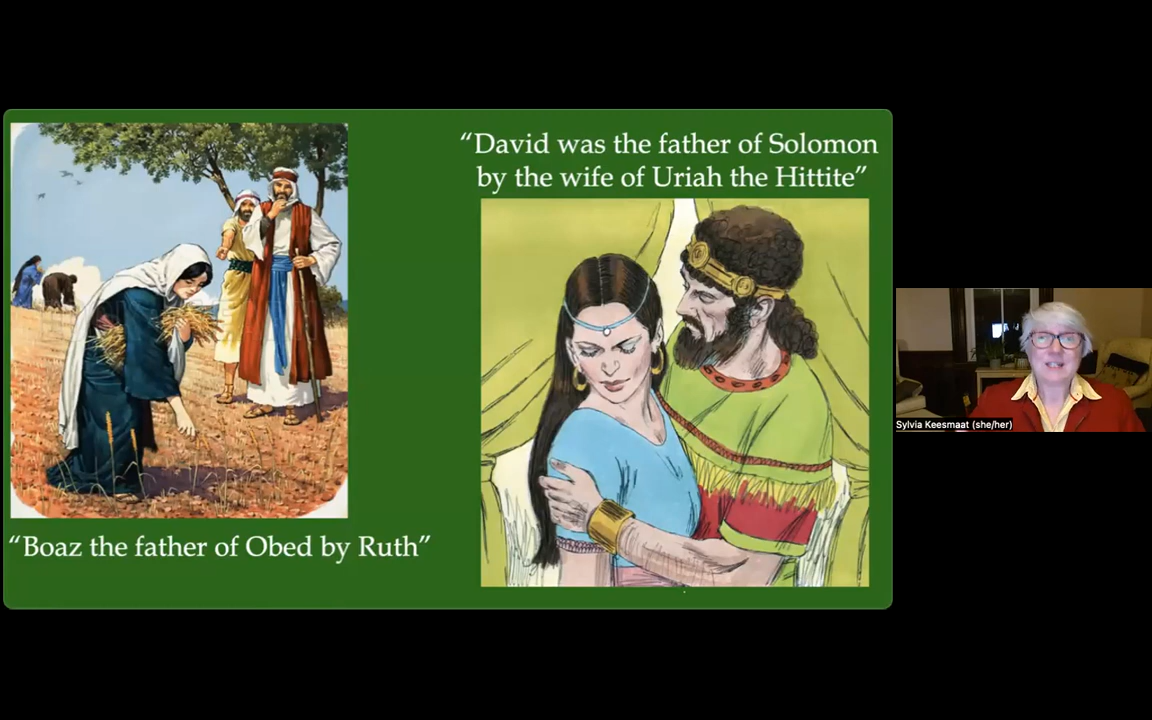 “David was the father of Solomon
by the wife of Uriah the Hittite”
“Boaz the father of Obed by Ruth”
Sylvia Keesmaat (she/her)